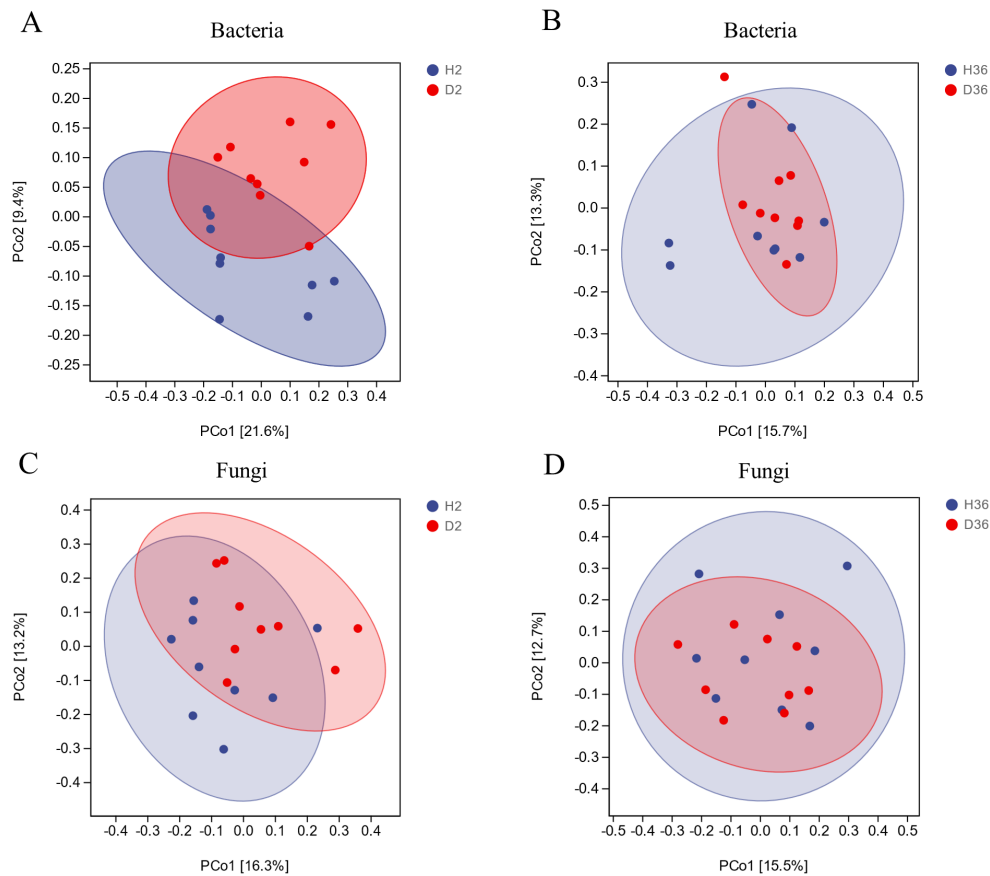 A
Bacteria
H2
D2
0.25
0.20
0.15
0.10
0.05
0.00
-0.05
-0.10
-0.15
-0.20
-0.25
PCo2 [9.4%]
-0.5 -0.4 -0.3 -0.2 -0.1 0.0 0.1 0.2 0.3 0.4
PCo1 [21.6%]
B
Bacteria
H36
D36
0.3
0.2
0.1
0.0
-0.1
-0.2
-0.3
-0.4
PCo2 [13.3%]
-0.5 -0.4 -0.3 -0.2 -0.1 0.0 0.1 0.2 0.3 0.4 0.5
PCo1 [15.7%]
C
Fungi
H2
D2
0.4
0.3
0.2
0.1
0.0
-0.1
-0.2
-0.3
-0.4
PCo2 [13.2%]
-0.4 -0.3 -0.2 -0.1 0.0 0.1 0.2 0.3 0.4
PCo1 [16.3%]
D
Fungi
H36
D36
0.5
0.4
0.3
0.2
0.1
0.0
-0.1
-0.2
-0.3
-0.4
PCo2 [12.7%]
-0.5 -0.4 -0.3 -0.2 -0.1 0.0 0.1 0.2 0.3 0.4 0.5
PCo1 [15.5%]